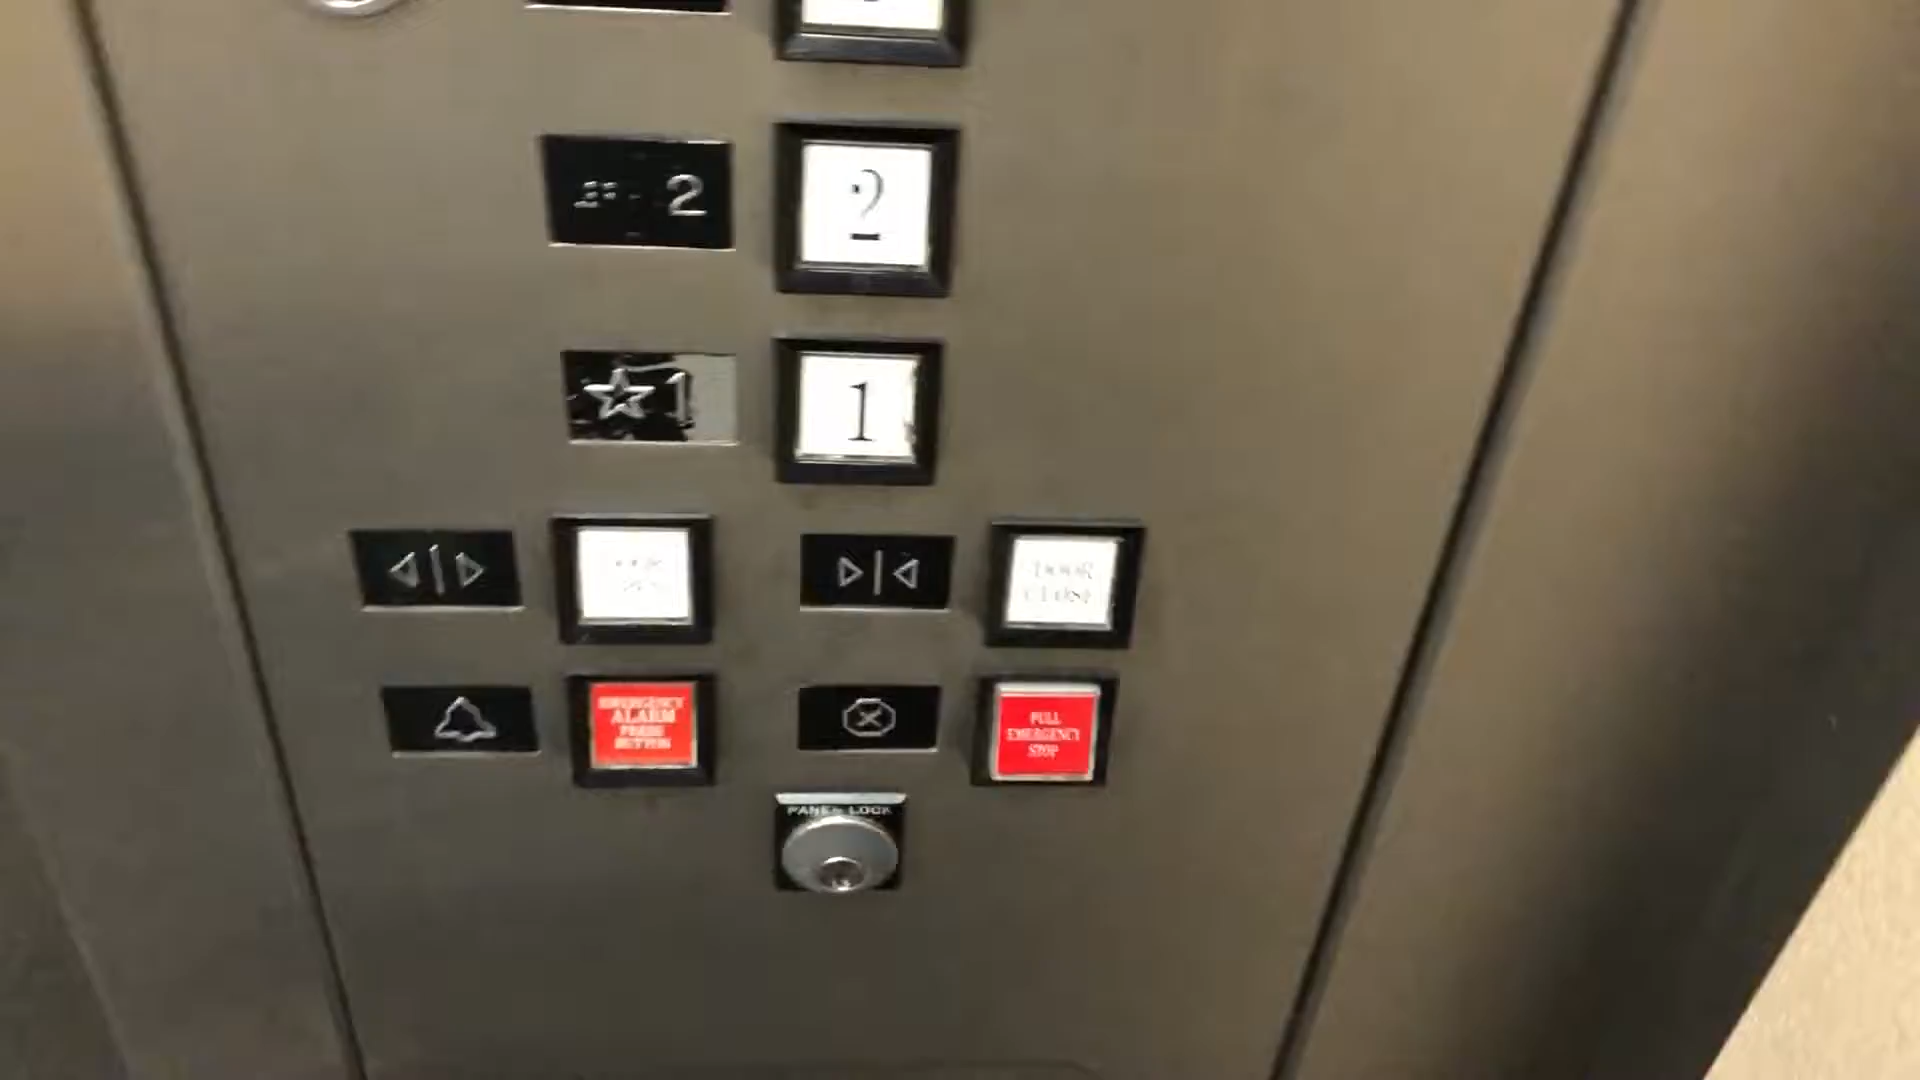 2
2
1
1
DOOR
CLOSE
EMERGENCY
ALARM
PRESS
BUTTON
PULL
EMERGENCY
STOP
PANEL LOCK